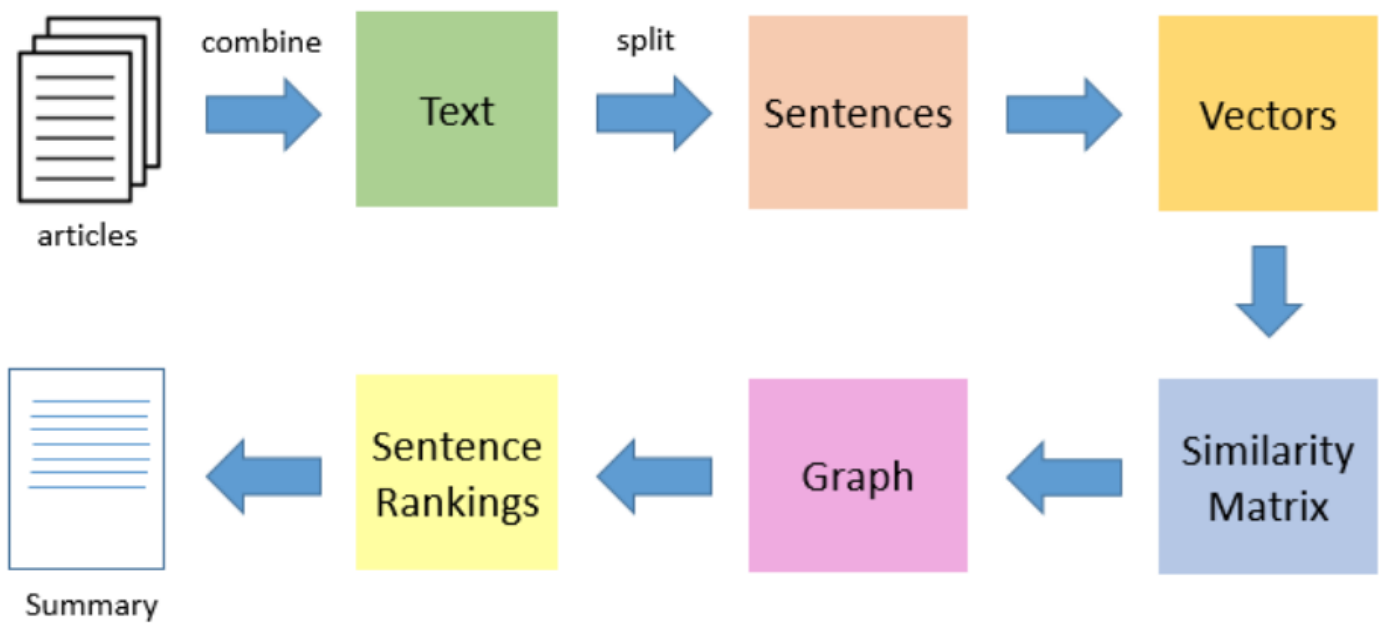 combine
split
Text
Sentences
Vectors
articles
Sentence
Rankings
Graph
Similarity
Matrix
Summary